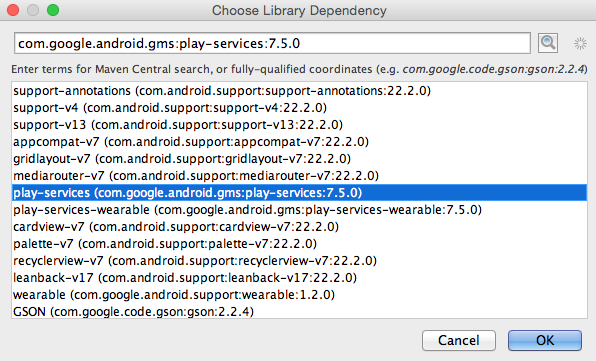 Choose Library Dependency
com.google.android.gms:play-services:7.5.0
Enter terms for Maven Central search, or fully-qualified coordinates (e.g. com.google.code.gson:gson:2.2.4)
support-annotations (com.android.support:support-annotations:22.2.0)
support-v4 (com.android.support:support-v4:22.2.0)
support-v13 (com.android.support:support-v13:22.2.0)
appcompat-v7 (com.android.support:appcompat-v7:22.2.0)
gridlayout-v7 (com.android.support:gridlayout-v7:22.2.0)
mediarouter-v7 (com.android.support:mediarouter-v7:22.2.0)
play-services (com.google.android.gms:play-services:7.5.0)
play-services-wearable (com.google.android.gms:play-services-wearable:7.5.0)
cardview-v7 (com.android.support:cardview-v7:22.2.0)
palette-v7 (com.android.support:palette-v7:22.2.0)
recyclerview-v7 (com.android.support:recyclerview-v7:22.2.0)
leanback-v17 (com.android.support:leanback-v17:22.2.0)
wearable (com.google.android.support:wearable:1.2.0)
GSON (com.google.code.gson:gson:2.2.4)
Cancel
OK